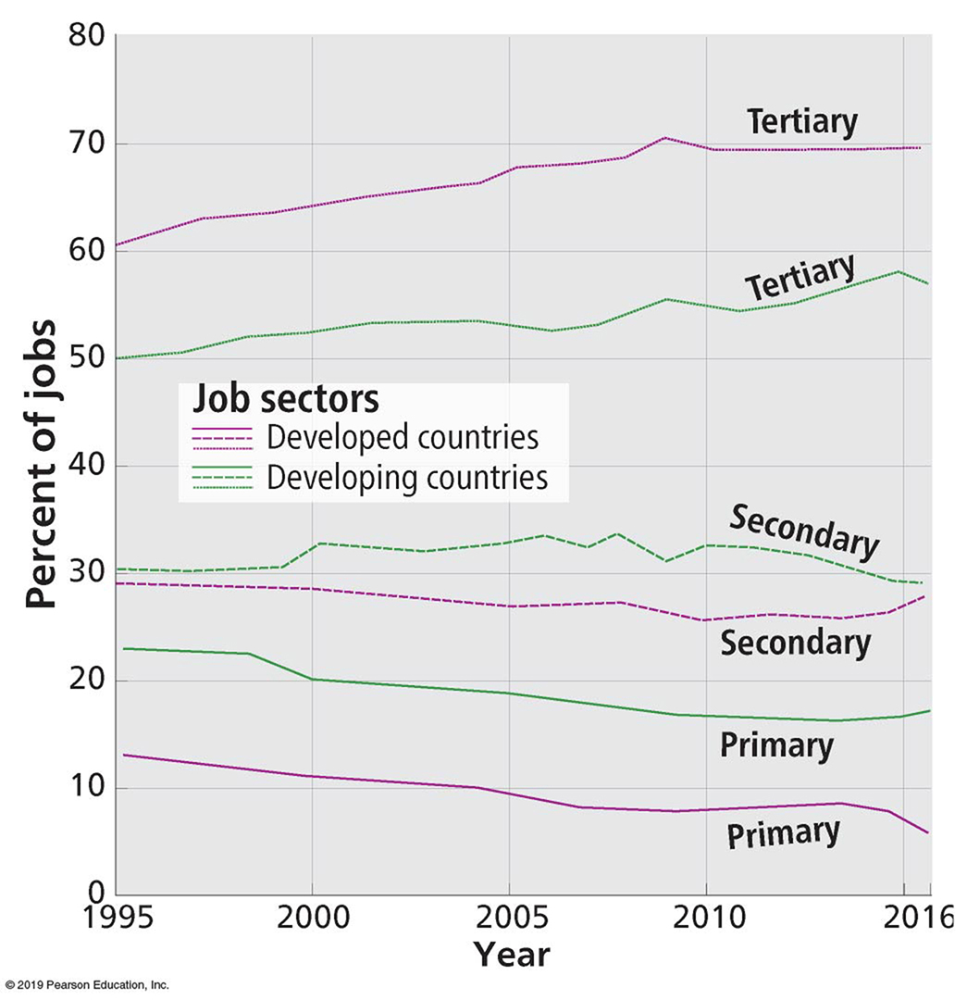 80
70
60
50
40
30
20
10
0
Percent of jobs
Tertiary
Tertiary
Job sectors
Developed countries
Developing countries
Secondary
Secondary
Primary
Primary
1995 2000 2005 2010 2016
Year
© 2019 Pearson Education, Inc.